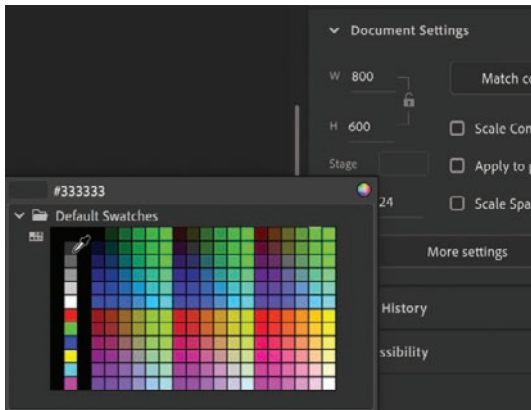 Document Settings
W 800
Match co
H 600
Scale Con
Stage
Apply to p
#333333
Default Swatches
24
Scale Spa
More settings
History
ssibility